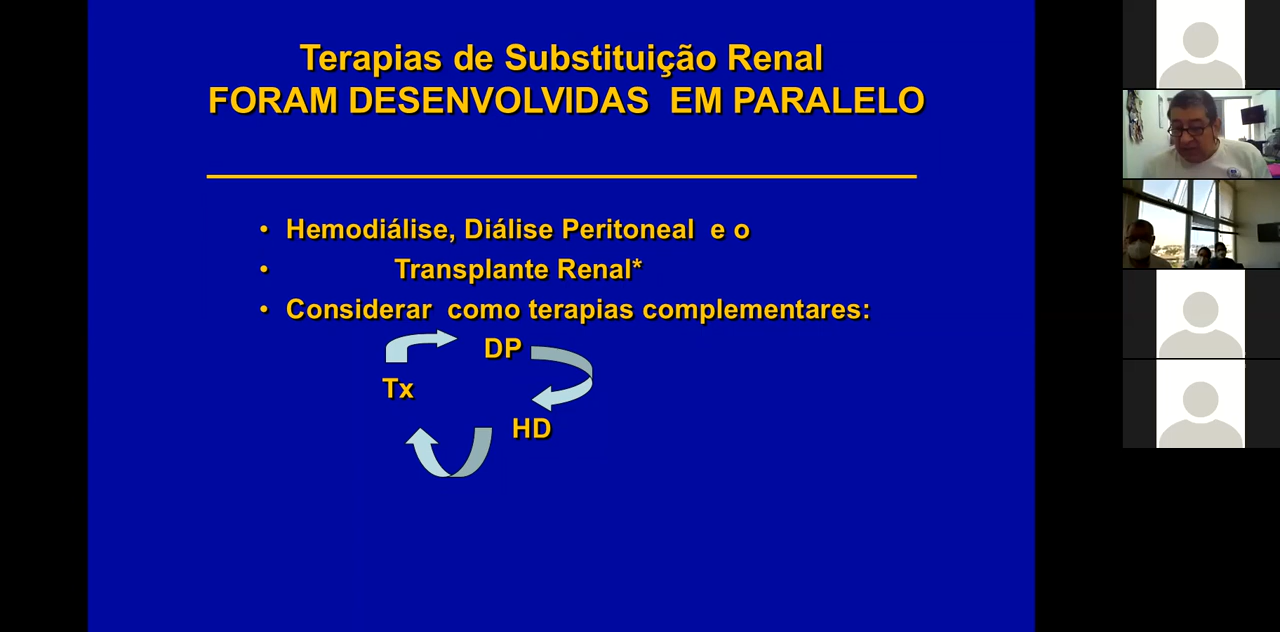 Terapias de Substituição Renal
FORAM DESENVOLVIDAS EM PARALELO
• Hemodiálise, Diálise Peritoneal e o
• Transplante Renal*
• Considerar como terapias complementares:
DP
Tx
HD